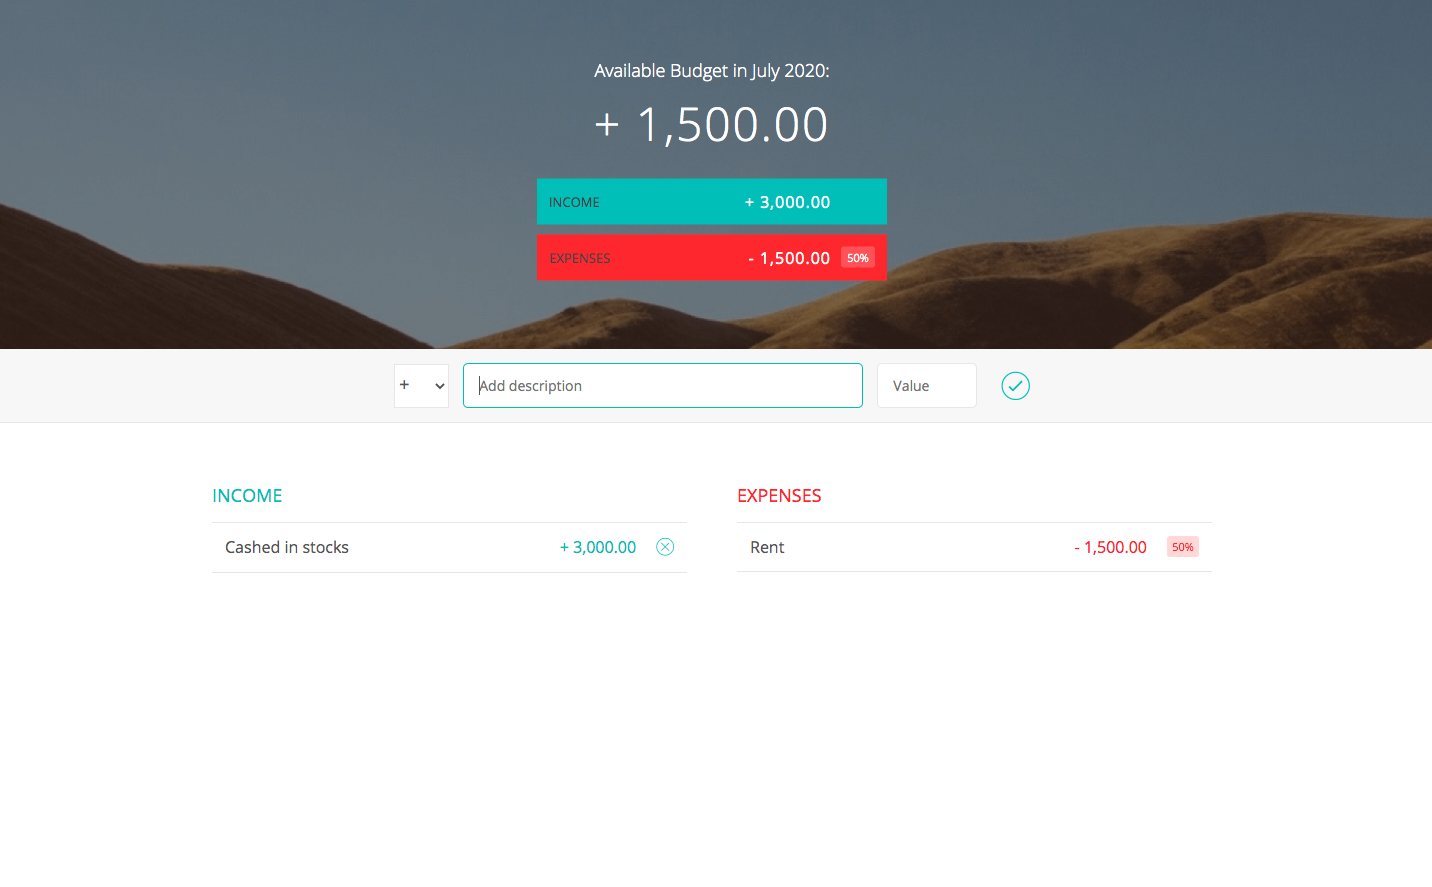 Available Budget in July 2020:
+ 1,500.00
INCOME + 3,000.00
EXPENSES - 1,500.00 50%
+ Add description Value
INCOME
Cashed in stocks + 3,000.00
EXPENSES
Rent - 1,500.00 50%